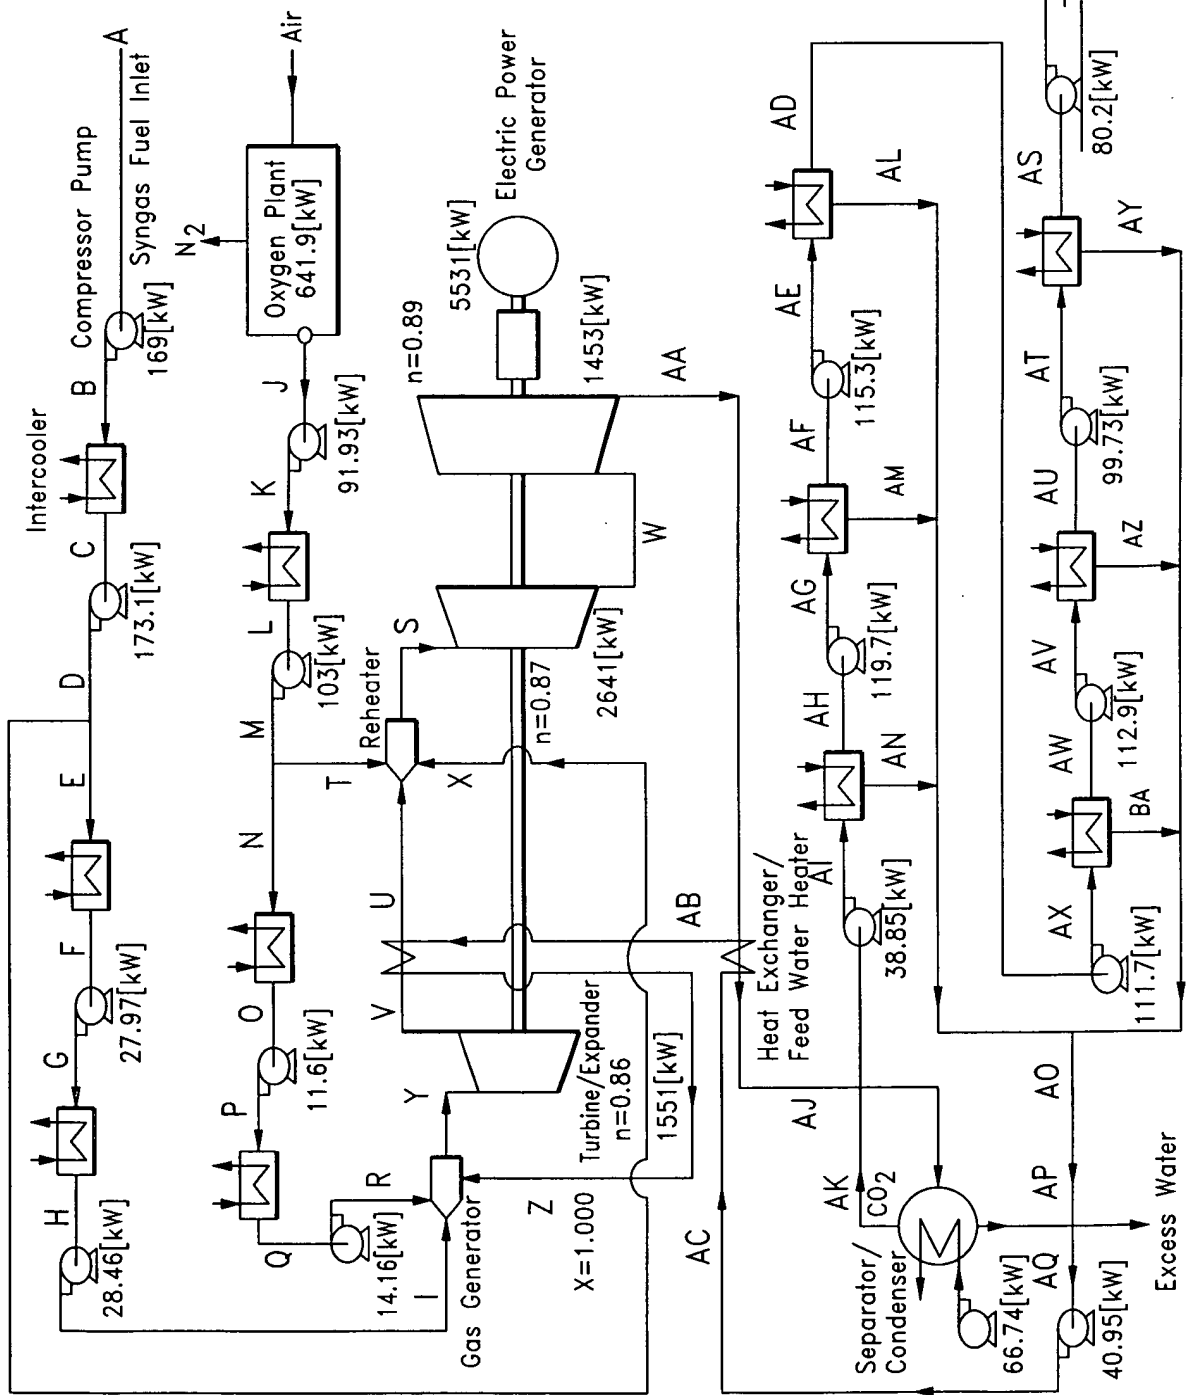 A
Syngas Fuel Inlet
Compressor Pump
169[kW]
B
Intercooler
C
173.1[kW]
D
E
F
27.97[kW]
G
H
28.46[kW]
I
Air
N2
Oxygen Plant
641.9[kW]
J
91.93[kW]
K
L
103[kW]
M
N
O
11.6[kW]
P
Q
14.16[kW]
R
Gas Generator
Reheater
T
X
S
U
V
Y
Z
X=1.000
Turbine/Expander
n=0.86
1551[kW]
n=0.87
2641[kW]
W
n=0.89
1453[kW]
5531[kW]
Electric Power
Generator
AA
AB
AC
Heat Exchanger/
Feed Water Heater
AJ
AK
CO2
Separator/
Condenser
66.74[kW]
38.85[kW]
AI
AH
AN
119.7[kW]
AG
AF
AM
115.3[kW]
AE
AD
AL
AX
111.7[kW]
AW
BA
112.9[kW]
AV
AU
AZ
99.73[kW]
AT
AS
AY
80.2[kW]
AO
AP
AQ
40.95[kW]
Excess Water